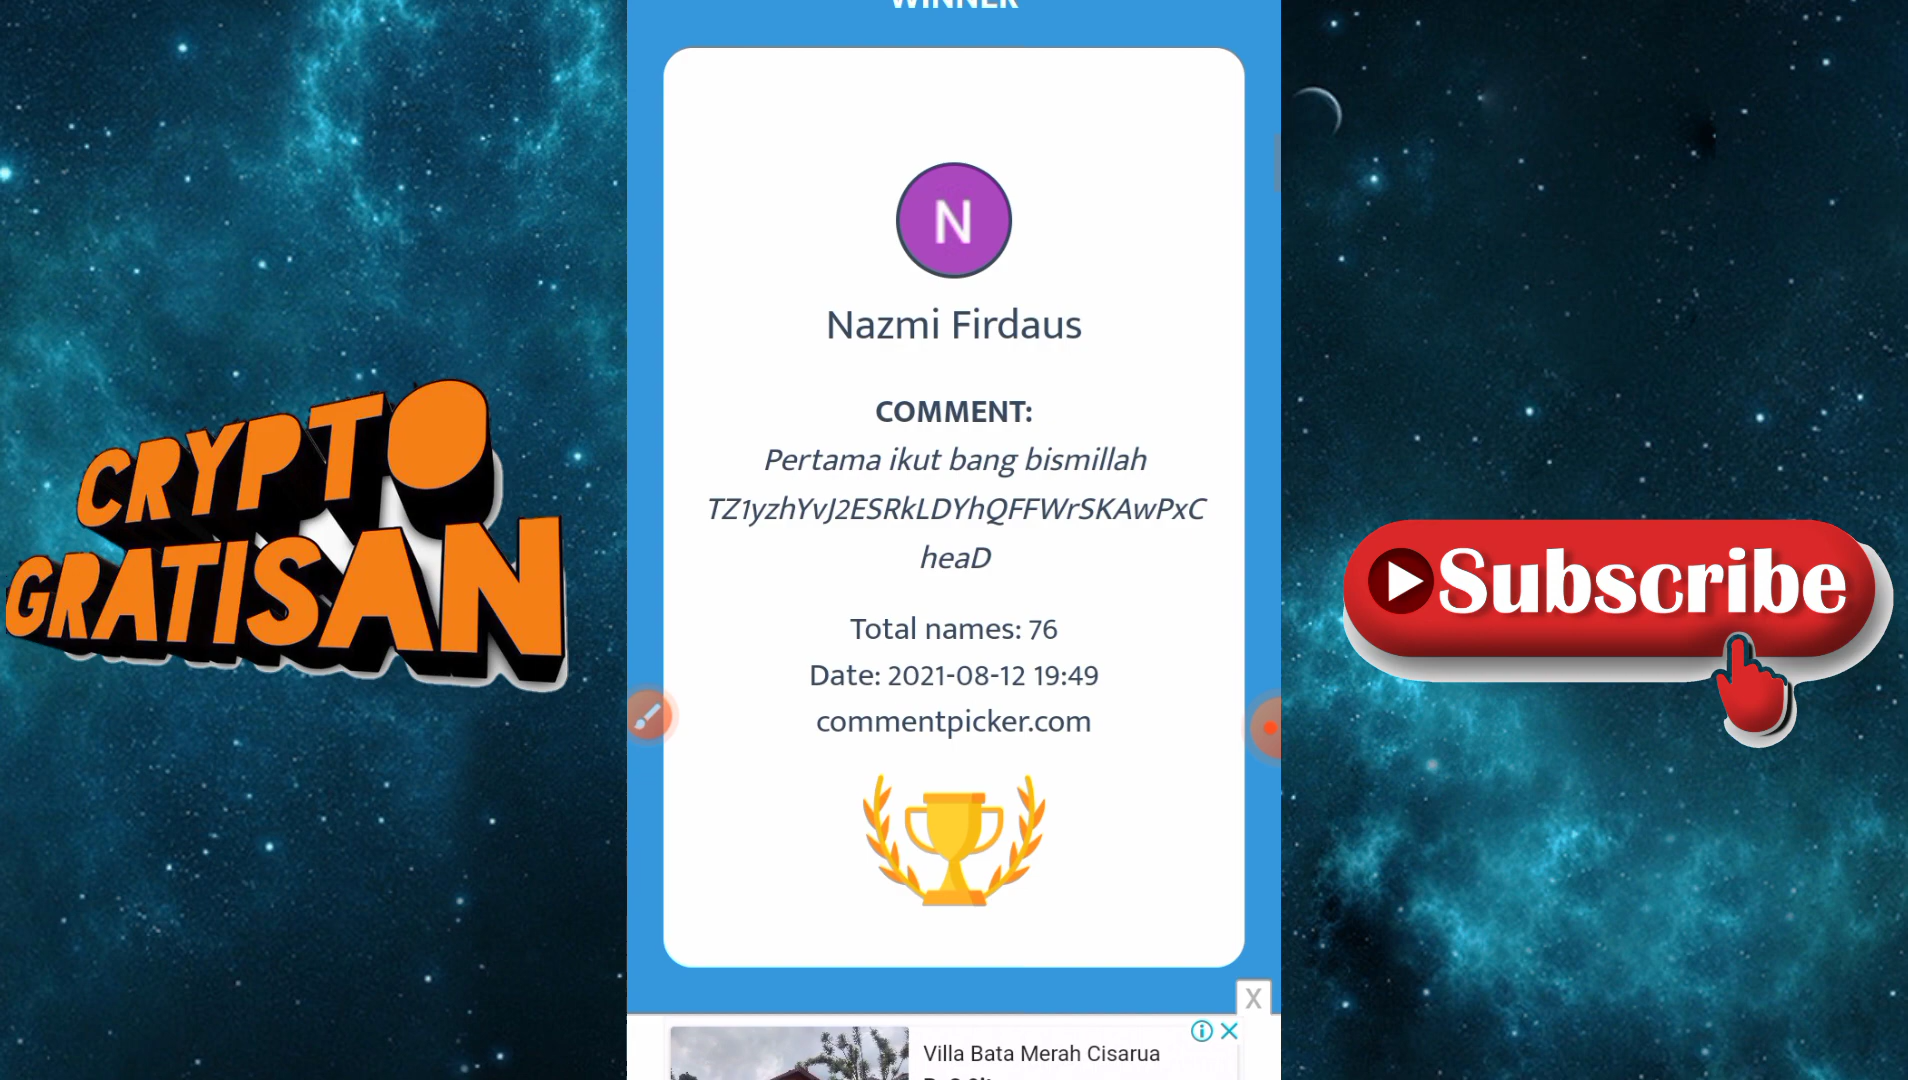 WINNER
N
Nazmi Firdaus
COMMENT:
Pertama ikut bang bismillah
TZ1yzhYvJ2ESRkLDYhQFFWrSKAwPxC
heaD
Total names: 76
Date: 2021-08-12 19:49
commentpicker.com
CRYPTO
GRATISAN
Subscribe
X
Villa Bata Merah Cisarua